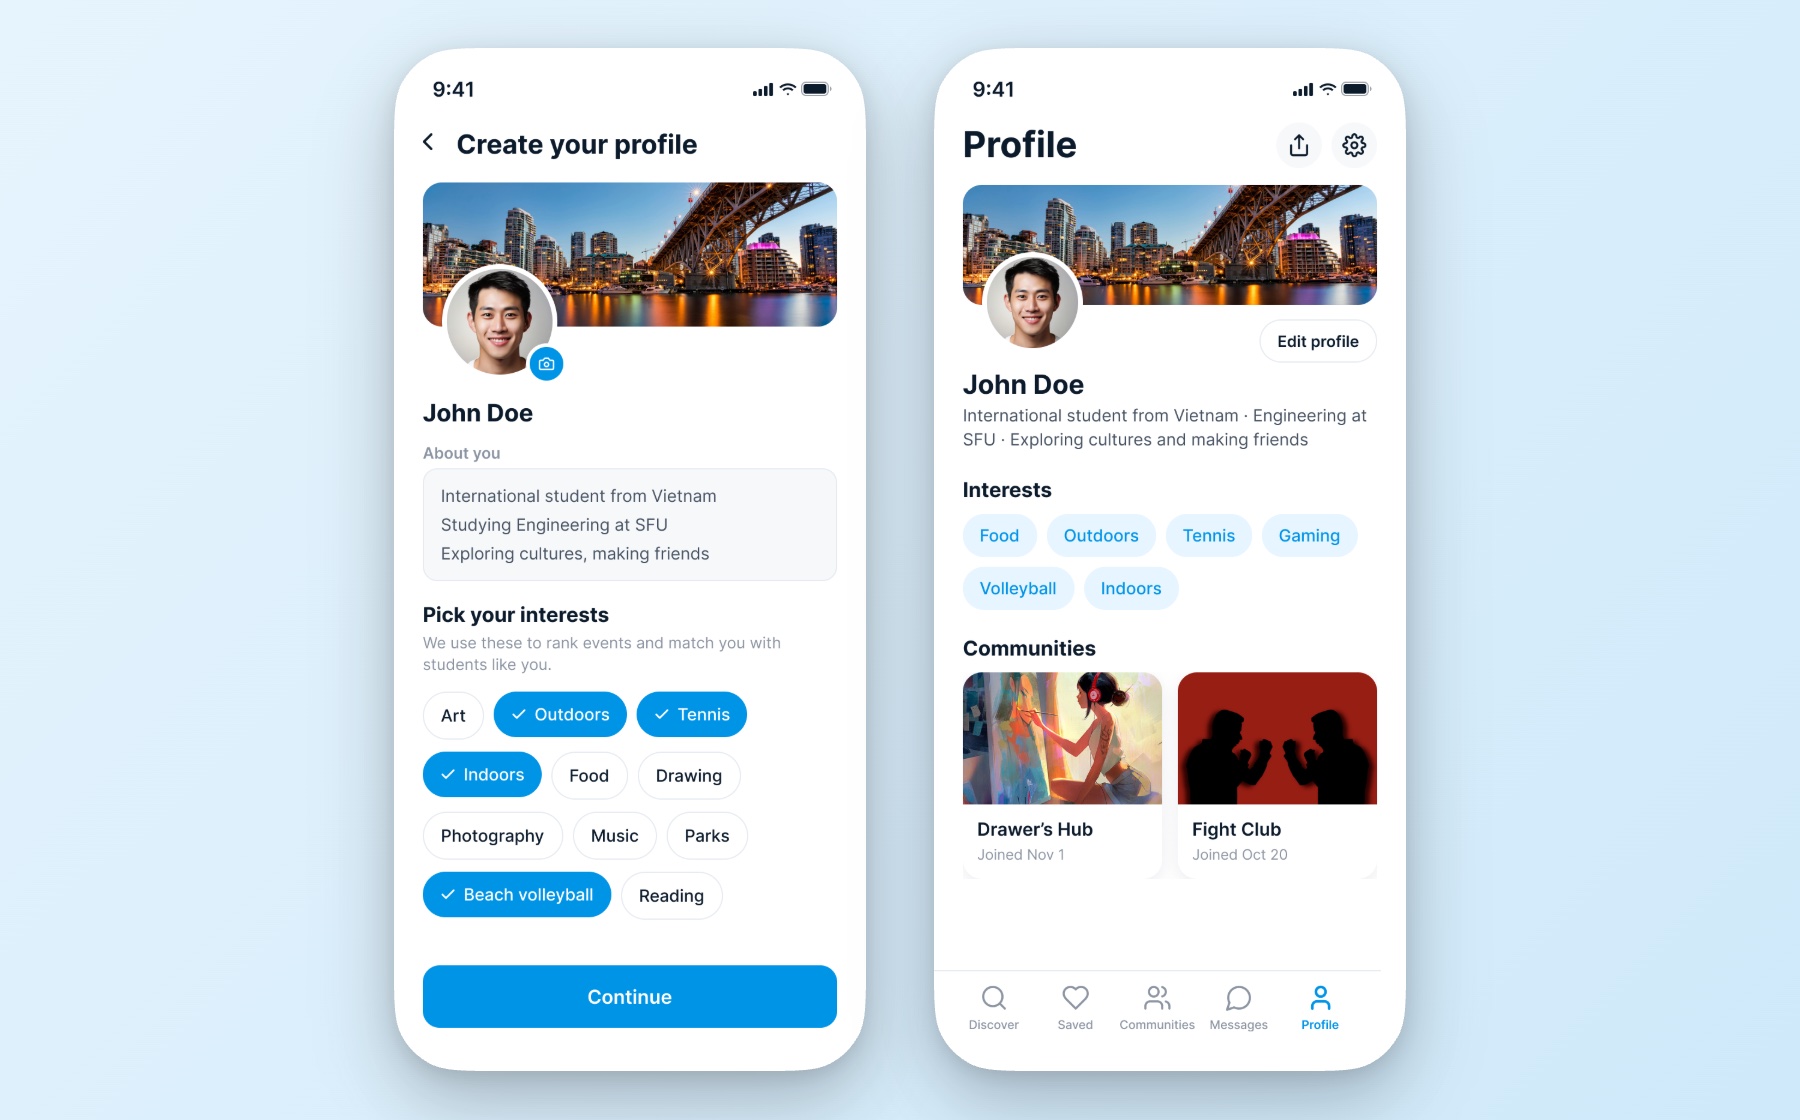 9:41
Create your profile
John Doe
About you
International student from Vietnam
Studying Engineering at SFU
Exploring cultures, making friends
Pick your interests
We use these to rank events and match you with
students like you.
Art Outdoors Tennis
Indoors Food Drawing
Photography Music Parks
Beach volleyball Reading
Continue
9:41
Profile
Edit profile
John Doe
International student from Vietnam · Engineering at
SFU · Exploring cultures and making friends
Interests
Food Outdoors Tennis Gaming
Volleyball Indoors
Communities
Drawer’s Hub
Joined Nov 1
Fight Club
Joined Oct 20
Discover Saved Communities Messages Profile